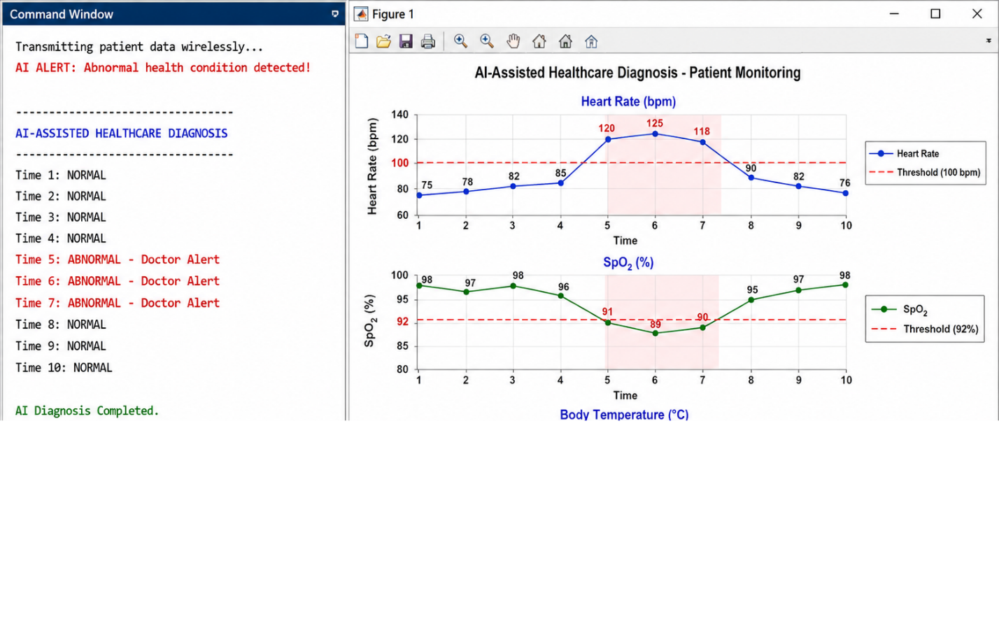 Command Window
Transmitting patient data wirelessly...
AI ALERT: Abnormal health condition detected!
--------------------------------
AI-ASSISTED HEALTHCARE DIAGNOSIS
--------------------------------
Time 1: NORMAL
Time 2: NORMAL
Time 3: NORMAL
Time 4: NORMAL
Time 5: ABNORMAL - Doctor Alert
Time 6: ABNORMAL - Doctor Alert
Time 7: ABNORMAL - Doctor Alert
Time 8: NORMAL
Time 9: NORMAL
Time 10: NORMAL
AI Diagnosis Completed.
Figure 1
AI-Assisted Healthcare Diagnosis - Patient Monitoring
Heart Rate (bpm)
Heart Rate (bpm)
140
120
100
80
60
75
78
82
85
120
125
118
90
82
76
1 2 3 4 5 6 7 8 9 10
Time
Heart Rate
Threshold (100 bpm)
SpO2 (%)
SpO2 (%)
100
95
92
85
80
98
97
98
96
91
89
90
95
97
98
1 2 3 4 5 6 7 8 9 10
Time
SpO2
Threshold (92%)
Body Temperature (°C)